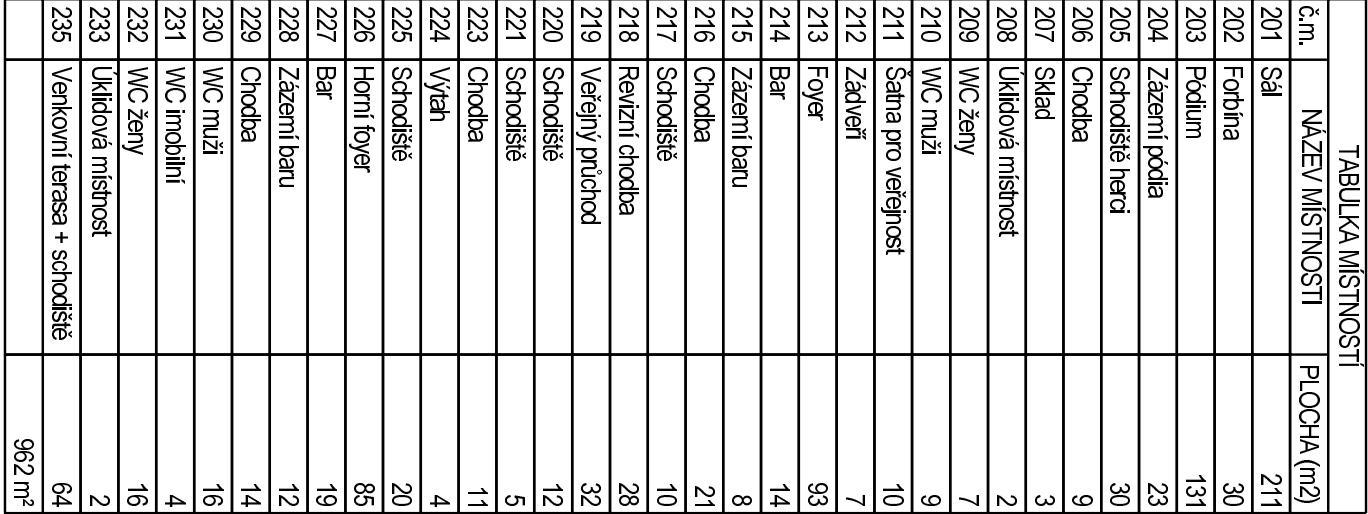 TABULKA MÍSTNOSTÍ
č.m. NÁZEV MÍSTNOSTI PLOCHA (m2)
201 Sál 211
202 Forbína 30
203 Pódium 131
204 Zázemí pódia 23
205 Schodiště herci 30
206 Chodba 9
207 Sklad 3
208 Úklidová místnost 2
209 WC ženy 7
210 WC muži 9
211 Šatna pro veřejnost 10
212 Zádveří 7
213 Foyer 93
214 Bar 14
215 Zázemí baru 8
216 Chodba 21
217 Schodiště 10
218 Revizní chodba 28
219 Veřejný průchod 32
220 Schodiště 12
221 Schodiště 5
223 Chodba 11
224 Výtah 4
225 Schodiště 20
226 Horní foyer 85
227 Bar 19
228 Zázemí baru 12
229 Chodba 14
230 WC muži 16
231 WC imobilní 4
232 WC ženy 16
233 Úklidová místnost 2
235 Venkovní terasa + schodiště 64
962 m²